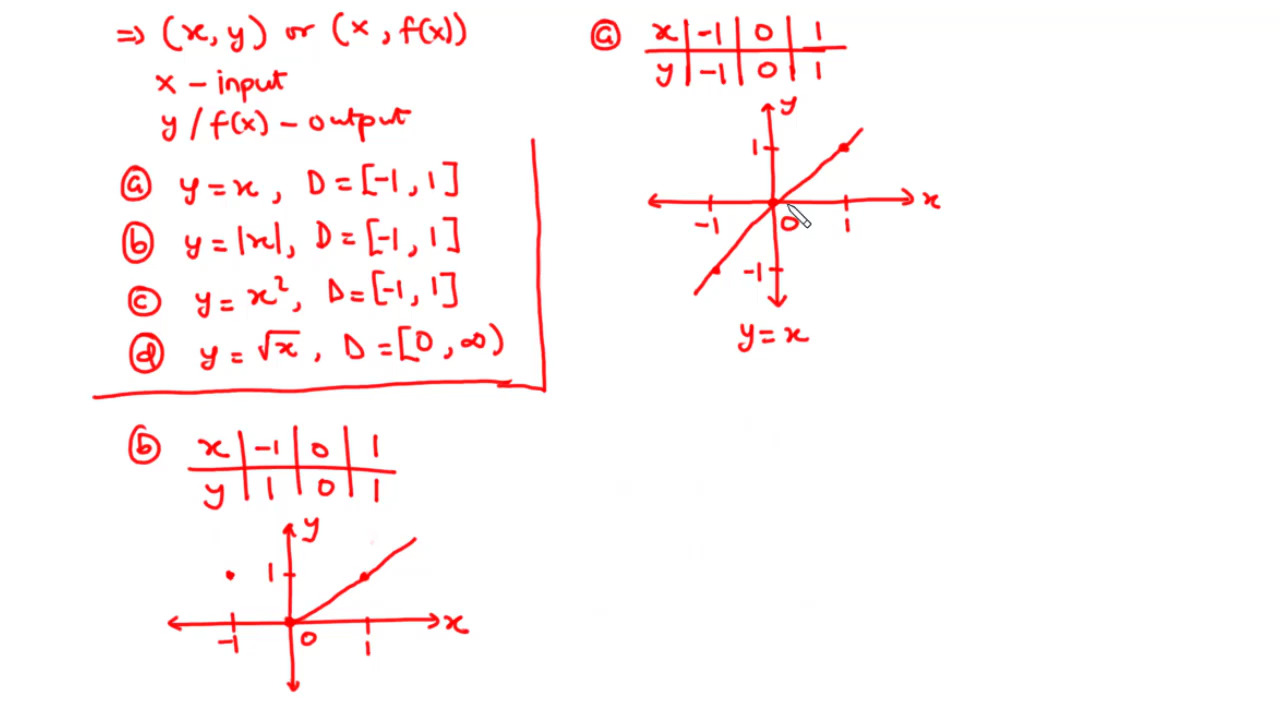 ⇒ (x, y) or (x, f(x))
x – input
y / f(x) – output
ⓐ y = x, D = [-1, 1]
ⓑ y = |x|, D = [-1, 1]
ⓒ y = x², D = [-1, 1]
ⓓ y = √x, D = [0, ∞)
ⓐ x | -1 | 0 | 1
y | -1 | 0 | 1
y
1
x
-1 0 1
-1
y = x
ⓑ x | -1 | 0 | 1
y | 1 | 0 | 1
y
1
x
-1 0 1